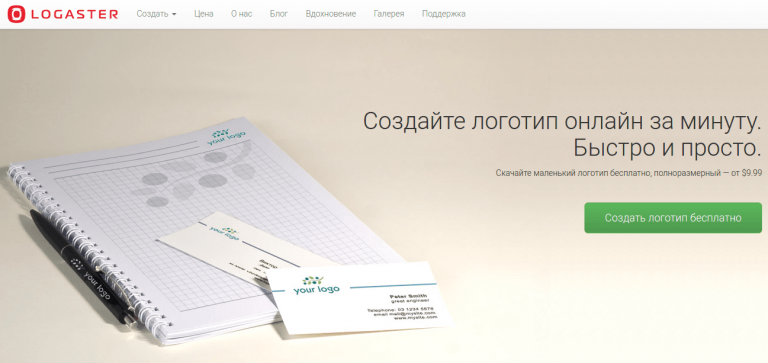 LOGASTER
Создать Цена О нас Блог Вдохновение Галерея Поддержка
Создайте логотип онлайн за минуту.
Быстро и просто.
Скачайте маленький логотип бесплатно, полноразмерный — от $9.99
Создать логотип бесплатно
your logo
your logo
your logo
your logo
Peter Smith
great engineer
Telephone: 03 1234 5678
email mail@mysite.com
www.mysite.com